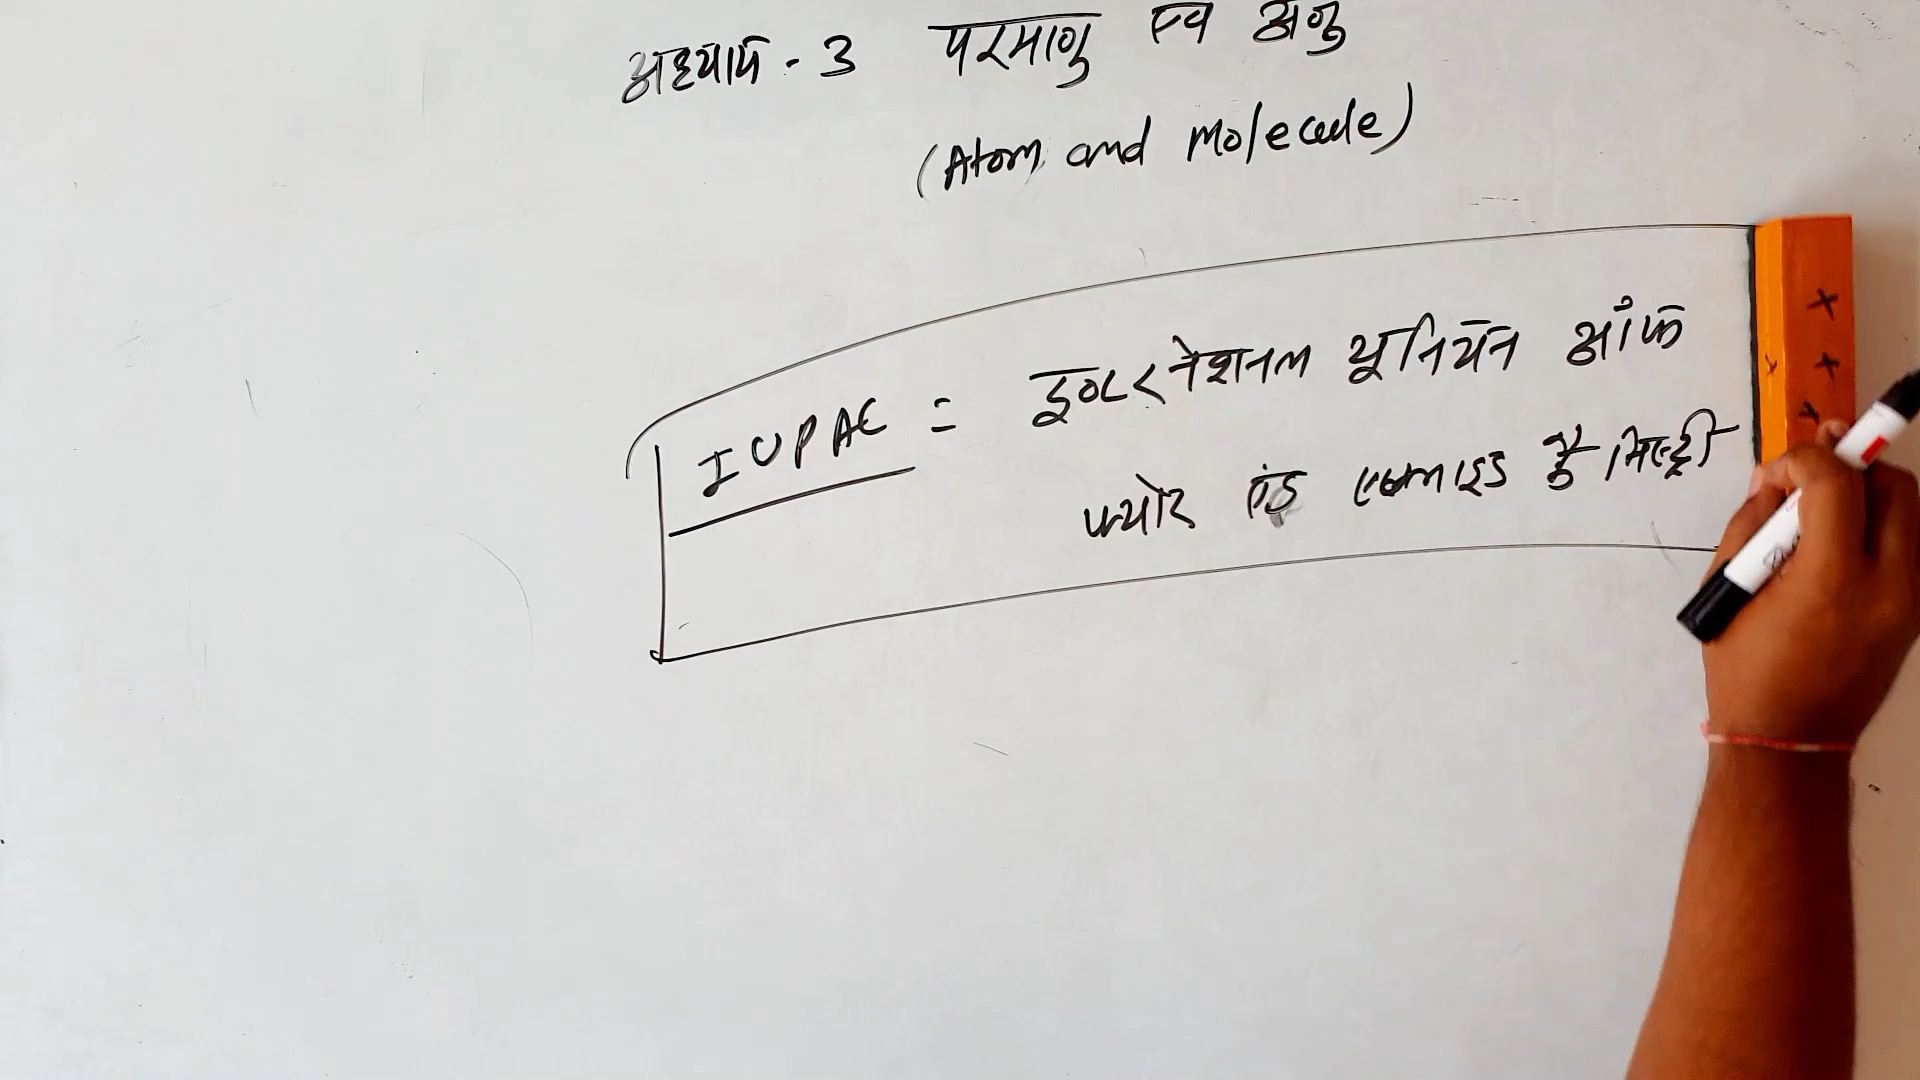 अध्याय - 3 परमाणु एवं अणु
(Atom and Molecule)
IUPAC = इण्टरनेशनल यूनियन ऑफ
प्योर एंड एप्लाइड केमिस्ट्री